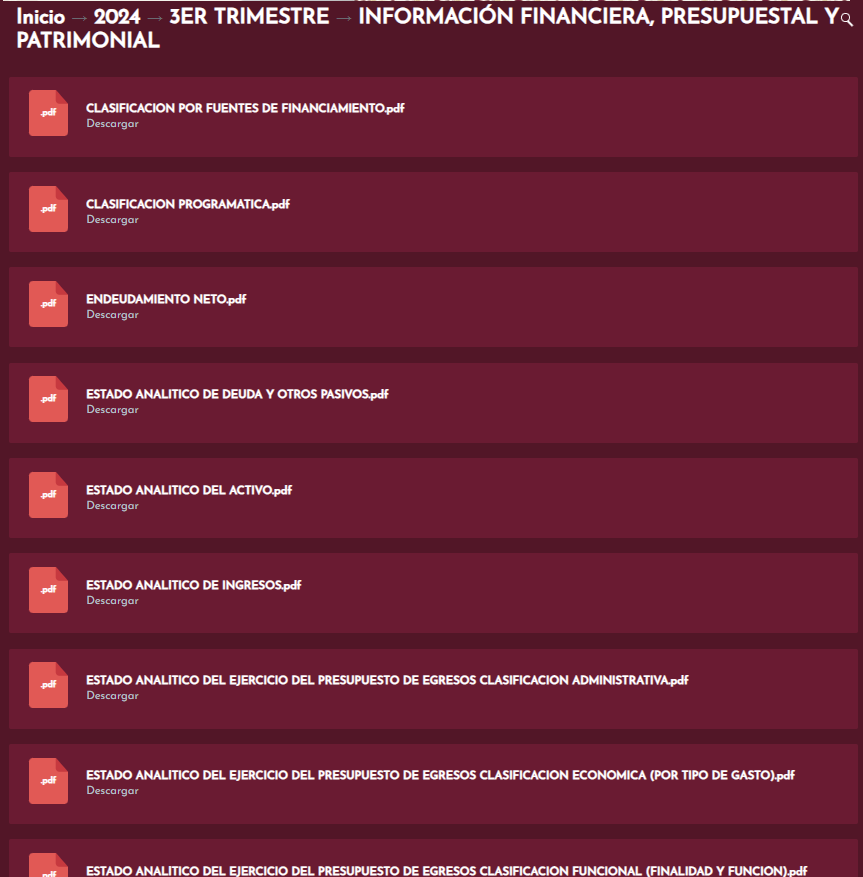 Inicio → 2024 → 3ER TRIMESTRE → INFORMACIÓN FINANCIERA, PRESUPUESTAL Y
PATRIMONIAL
.pdf
CLASIFICACION POR FUENTES DE FINANCIAMIENTO.pdf
Descargar
.pdf
CLASIFICACION PROGRAMATICA.pdf
Descargar
.pdf
ENDEUDAMIENTO NETO.pdf
Descargar
.pdf
ESTADO ANALITICO DE DEUDA Y OTROS PASIVOS.pdf
Descargar
.pdf
ESTADO ANALITICO DEL ACTIVO.pdf
Descargar
.pdf
ESTADO ANALITICO DE INGRESOS.pdf
Descargar
.pdf
ESTADO ANALITICO DEL EJERCICIO DEL PRESUPUESTO DE EGRESOS CLASIFICACION ADMINISTRATIVA.pdf
Descargar
.pdf
ESTADO ANALITICO DEL EJERCICIO DEL PRESUPUESTO DE EGRESOS CLASIFICACION ECONOMICA (POR TIPO DE GASTO).pdf
Descargar
.pdf
ESTADO ANALITICO DEL EJERCICIO DEL PRESUPUESTO DE EGRESOS CLASIFICACION FUNCIONAL (FINALIDAD Y FUNCION).pdf